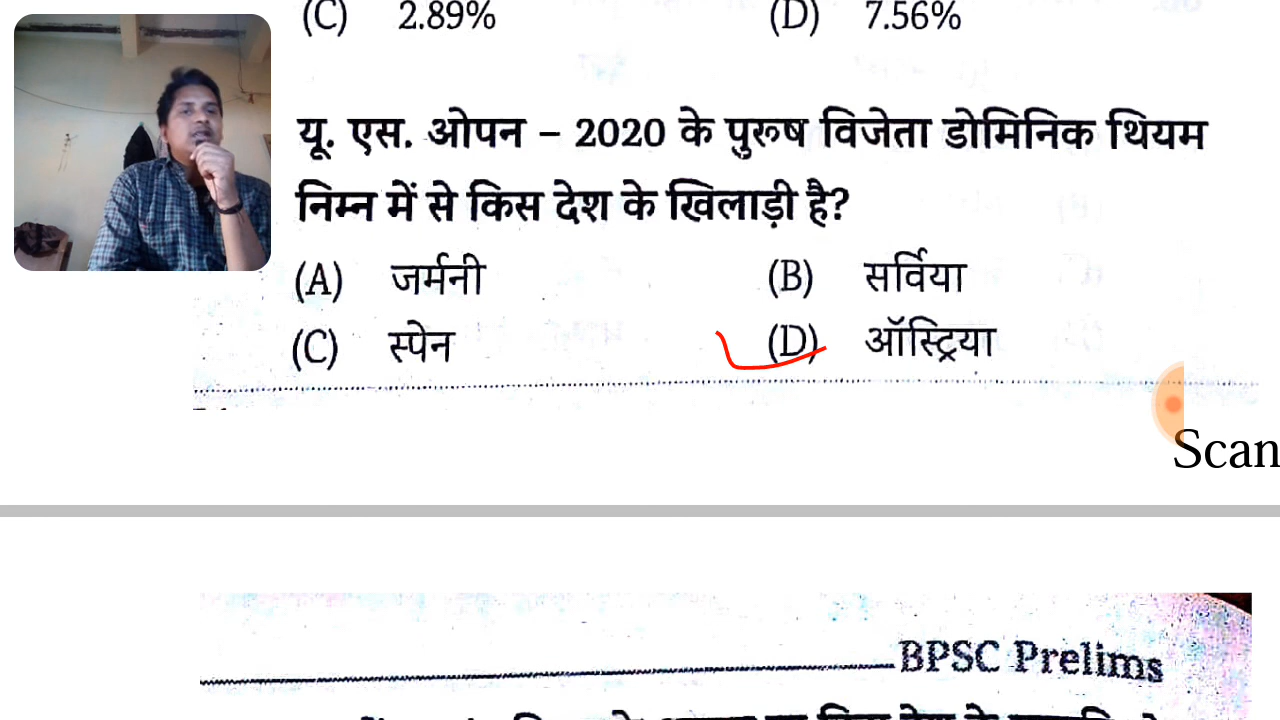 (C) 2.89% (D) 7.56%
यू. एस. ओपन – 2020 के पुरूष विजेता डोमिनिक थियम
निम्न में से किस देश के खिलाड़ी है?
(A) जर्मनी (B) सर्विया
(C) स्पेन (D) ऑस्ट्रिया
Scan
BPSC Prelims